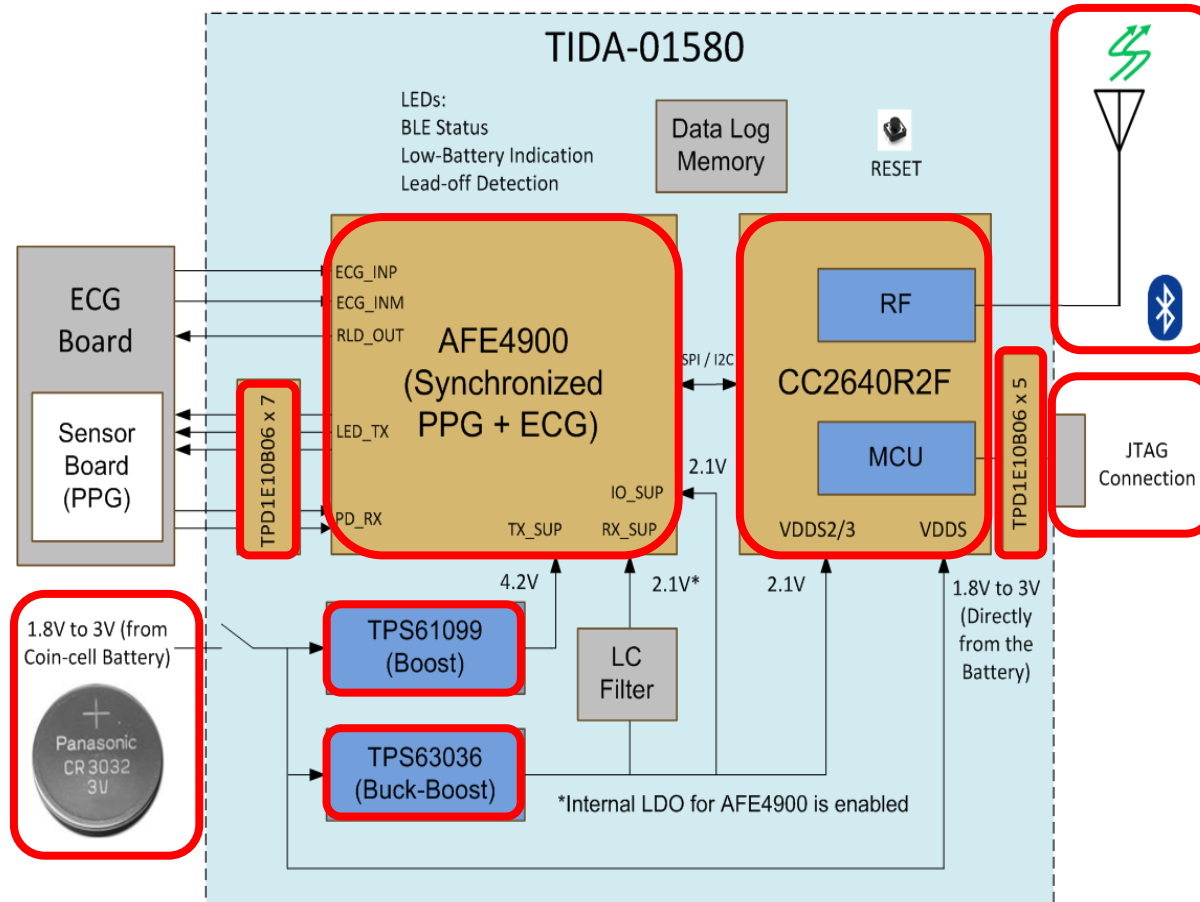 TIDA-01580
LEDs:
BLE Status
Low-Battery Indication
Lead-off Detection
Data Log
Memory
RESET
ECG
Board
Sensor
Board
(PPG)
TPD1E10B06 x 7
ECG_INP
ECG_INM
RLD_OUT
LED_TX
PD_RX
AFE4900
(Synchronized
PPG + ECG)
IO_SUP
TX_SUP
RX_SUP
SPI / I2C
2.1V
RF
CC2640R2F
MCU
VDDS2/3
VDDS
TPD1E10B06 x 5
JTAG
Connection
4.2V
2.1V*
2.1V
1.8V to 3V
(Directly
from the
Battery)
1.8V to 3V (from
Coin-cell Battery)
Panasonic
CR3032
3V
TPS61099
(Boost)
LC
Filter
TPS63036
(Buck-Boost)
*Internal LDO for AFE4900 is enabled